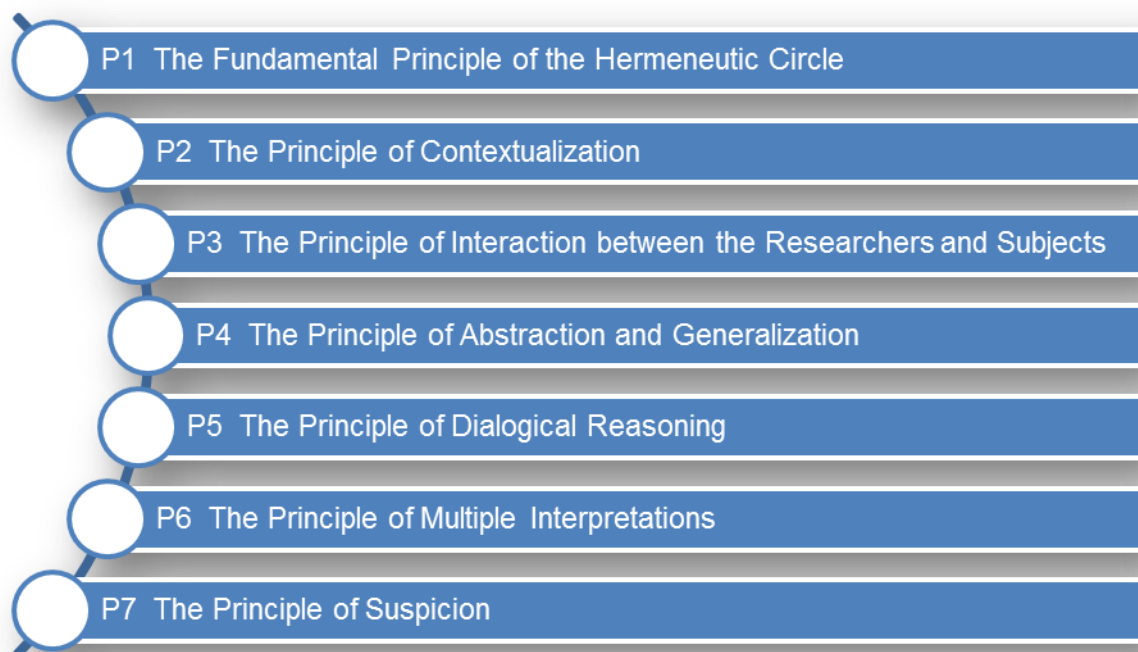 P1 The Fundamental Principle of the Hermeneutic Circle
P2 The Principle of Contextualization
P3 The Principle of Interaction between the Researchers and Subjects
P4 The Principle of Abstraction and Generalization
P5 The Principle of Dialogical Reasoning
P6 The Principle of Multiple Interpretations
P7 The Principle of Suspicion